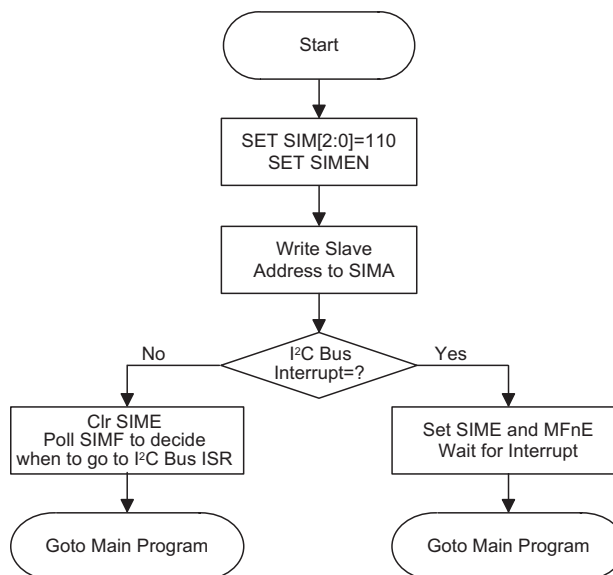 Start
SET SIM[2:0]=110
SET SIMEN
Write Slave
Address to SIMA
No
I²C Bus
Interrupt=?
Yes
Clr SIME
Poll SIMF to decide
when to go to I²C Bus ISR
Set SIME and MFnE
Wait for Interrupt
Goto Main Program
Goto Main Program